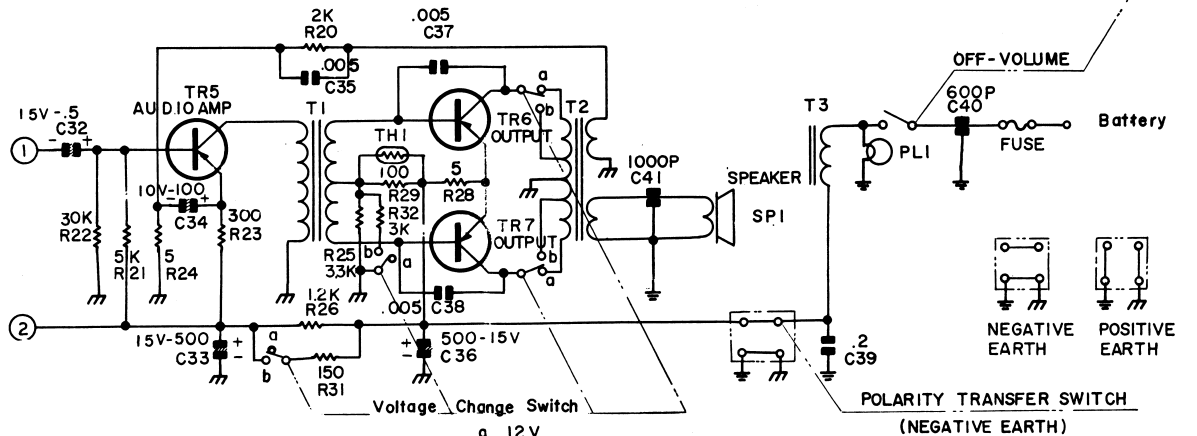 2K
R20
.005
C35
.005
C37
TR5
AUDIO AMP
15V-.5
C32
1
T1
TH1
100
R29
5
R28
R32
3K
TR6
OUTPUT
a
b
T2
1000P
C41
SPEAKER
SP1
T3
PL1
OFF-VOLUME
600P
C40
FUSE
Battery
10V-100
C34
300
R23
30K
R22
5K
R21
5
R24
R25
3.3K
b
a
TR7
OUTPUT
b
a
.005
C38
1.2K
R26
2
15V-500
C33
+
-
a
b
150
R31
500-15V
C36
+
-
.2
C39
NEGATIVE
EARTH
POSITIVE
EARTH
Voltage Change Switch
a 12V
POLARITY TRANSFER SWITCH
(NEGATIVE EARTH)